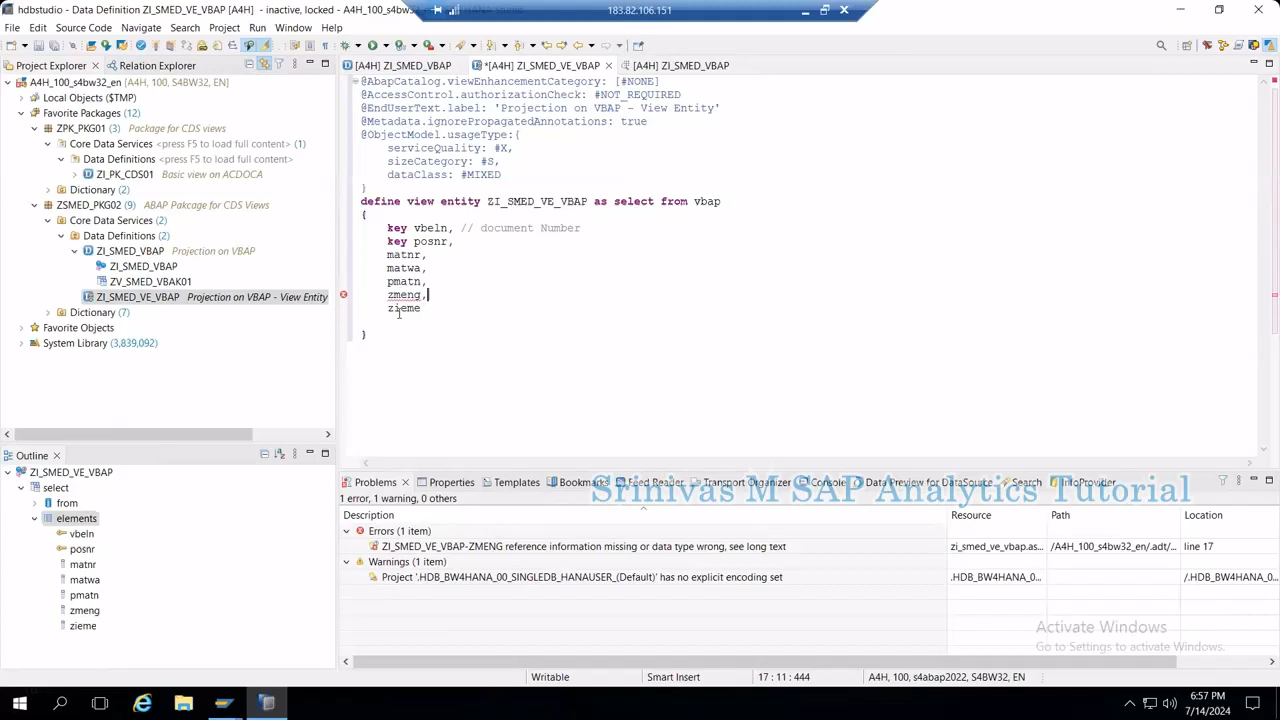 hdbstudio - Data Definition ZI_SMED_VE_VBAP [A4H] - inactive, locked - A4H_100_s4bw
183.82.106.151
HANA studio
File Edit Source Code Navigate Search Project Run Window Help
Project Explorer Relation Explorer
[A4H] ZI_SMED_VBAP *[A4H] ZI_SMED_VE_VBAP [A4H] ZI_SMED_VBAP
A4H_100_s4bw32_en [A4H, 100, S4BW32, EN]
Local Objects ($TMP)
Favorite Packages (12)
ZPK_PKG01 (3) Package for CDS views
Core Data Services <press F5 to load full content> (1)
Data Definitions <press F5 to load full content>
ZI_PK_CDS01 Basic view on ACDOCA
Dictionary (2)
ZSMED_PKG02 (9) ABAP Pakcage for CDS Views
Core Data Services (2)
Data Definitions (2)
ZI_SMED_VBAP Projection on VBAP
ZI_SMED_VBAP
ZV_SMED_VBAK01
ZI_SMED_VE_VBAP Projection on VBAP - View Entity
Dictionary (7)
Favorite Objects
System Library (3,839,092)
@AbapCatalog.viewEnhancementCategory: [#NONE]
@AccessControl.authorizationCheck: #NOT_REQUIRED
@EndUserText.label: 'Projection on VBAP - View Entity'
@Metadata.ignorePropagatedAnnotations: true
@ObjectModel.usageType:{
serviceQuality: #X,
sizeCategory: #S,
dataClass: #MIXED
}
define view entity ZI_SMED_VE_VBAP as select from vbap
{
key vbeln, // document Number
key posnr,
matnr,
matwa,
pmatn,
zmeng,
zieme
}
Outline
ZI_SMED_VE_VBAP
select
from
elements
vbeln
posnr
matnr
matwa
pmatn
zmeng
zieme
Problems Properties Templates Bookmarks Feed Reader Transport Organizer Console Data Preview for DataSource Search InfoProvider
Srinivas M SAP Analytics Tutorial
1 error, 1 warning, 0 others
Description Resource Path Location
Errors (1 item)
ZI_SMED_VE_VBAP-ZMENG reference information missing or data type wrong, see long text zi_smed_ve_vbap.as... /A4H_100_s4bw32_en/.adt/... line 17
Warnings (1 item)
Project '.HDB_BW4HANA_00_SINGLEDB_HANAUSER_(Default)' has no explicit encoding set .HDB_BW4HANA_0... /.HDB_BW4HANA_0...
Activate Windows
Go to Settings to activate Windows.
Writable Smart Insert 17 : 11 : 444 A4H, 100, s4abap2022, S4BW32, EN
6:57 PM
7/14/2024